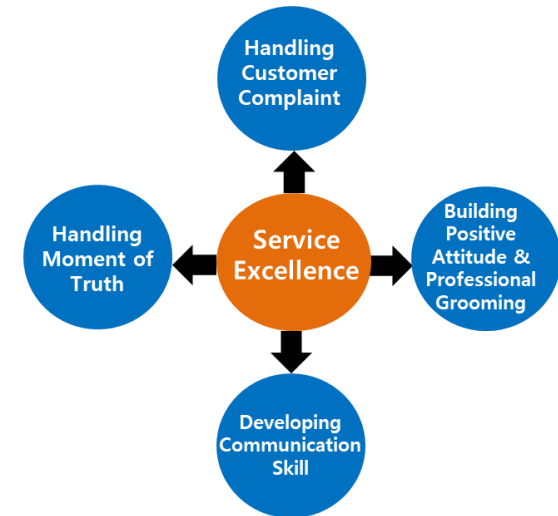 Handling
Customer
Complaint
Handling
Moment of
Truth
Service
Excellence
Building
Positive
Attitude &
Professional
Grooming
Developing
Communication
Skill